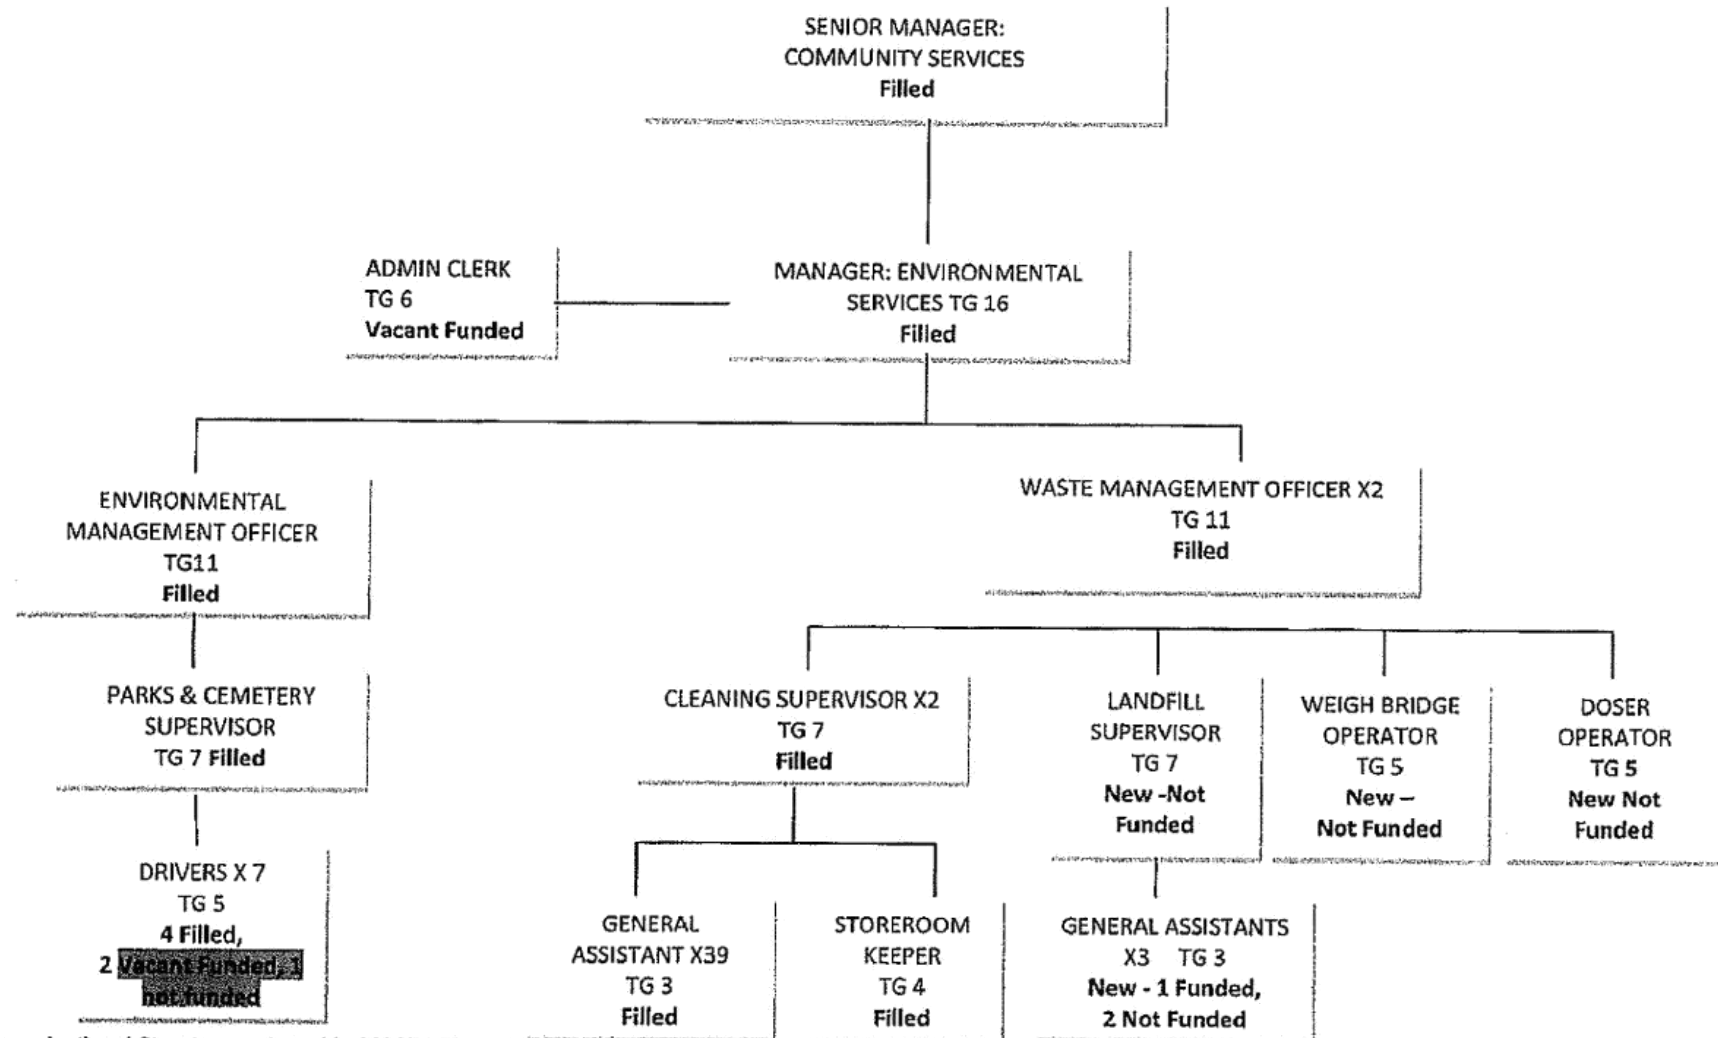 SENIOR MANAGER:
COMMUNITY SERVICES
Filled
ADMIN CLERK
TG 6
Vacant Funded
MANAGER: ENVIRONMENTAL
SERVICES TG 16
Filled
ENVIRONMENTAL
MANAGEMENT OFFICER
TG11
Filled
WASTE MANAGEMENT OFFICER X2
TG 11
Filled
PARKS & CEMETERY
SUPERVISOR
TG 7 Filled
CLEANING SUPERVISOR X2
TG 7
Filled
LANDFILL
SUPERVISOR
TG 7
New -Not
Funded
WEIGH BRIDGE
OPERATOR
TG 5
New –
Not Funded
DOSER
OPERATOR
TG 5
New Not
Funded
DRIVERS X 7
TG 5
4 Filled,
2 Vacant Funded, 1
not funded
GENERAL
ASSISTANT X39
TG 3
Filled
STOREROOM
KEEPER
TG 4
Filled
GENERAL ASSISTANTS
X3 TG 3
New - 1 Funded,
2 Not Funded